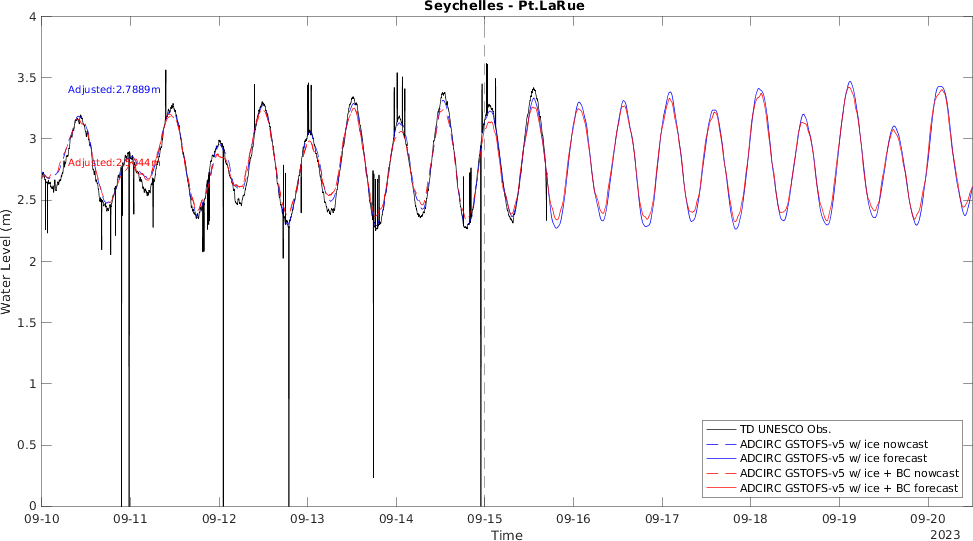 Seychelles - Pt.LaRue
4
3.5
3
2.5
2
1.5
1
0.5
0
Water Level (m)
Adjusted:2.7889m
TD UNESCO Obs.
ADCIRC GSTOFS-v5 w/ ice nowcast
ADCIRC GSTOFS-v5 w/ ice forecast
ADCIRC GSTOFS-v5 w/ ice + BC nowcast
ADCIRC GSTOFS-v5 w/ ice + BC forecast
09-10 09-11 09-12 09-13 09-14 09-15 09-16 09-17 09-18 09-19 09-20
Time
2023